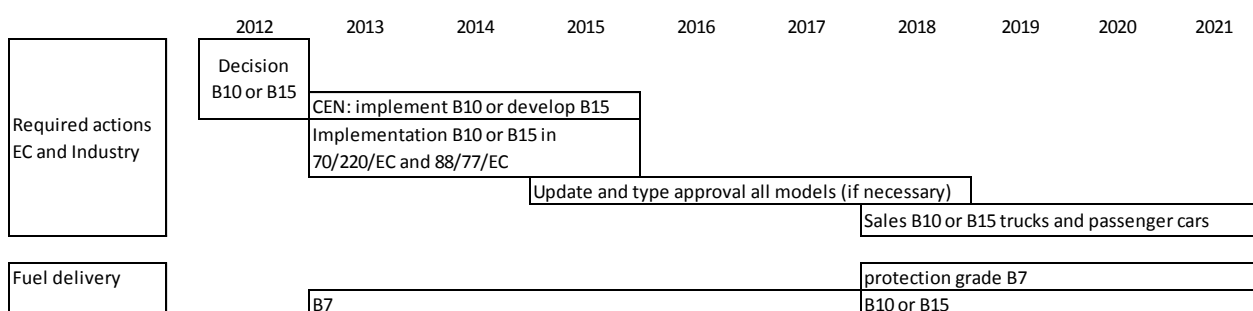 2012 2013 2014 2015 2016 2017 2018 2019 2020 2021
Decision
B10 or B15
CEN: implement B10 or develop B15
Required actions
EC and Industry
Implementation B10 or B15 in
70/220/EC and 88/77/EC
Update and type approval all models (if necessary)
Sales B10 or B15 trucks and passenger cars
Fuel delivery
protection grade B7
B7
B10 or B15